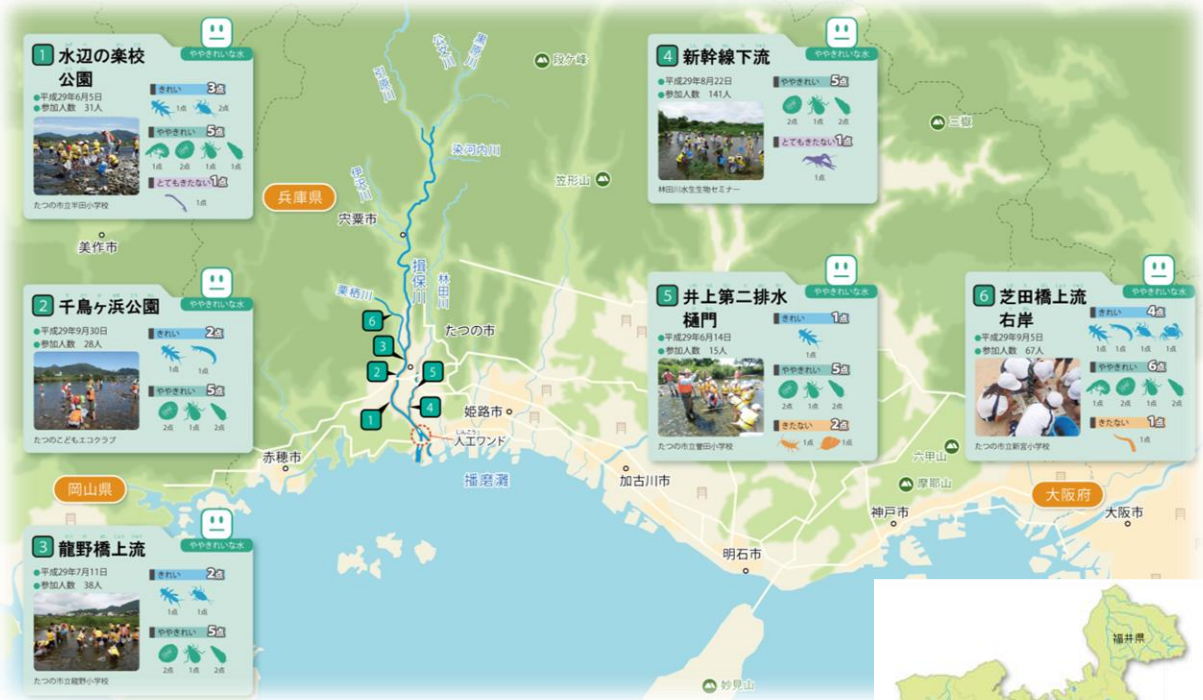 1 水辺の楽校
公園
ややきれいな水
●平成29年6月5日
●参加人数 31人
きれい 3点
1点 2点
ややきれい 5点
1点 2点 1点 1点
とてもきたない 1点
1点
たつの市立半田小学校
2 千鳥ヶ浜公園
ややきれいな水
●平成29年9月30日
●参加人数 28人
きれい 2点
1点 1点
ややきれい 5点
2点 1点 2点
たつのこどもエコクラブ
3 龍野橋上流
ややきれいな水
●平成29年7月11日
●参加人数 38人
きれい 2点
1点 1点
ややきれい 5点
2点 1点 2点
たつの市立龍野小学校
4 新幹線下流
ややきれいな水
●平成29年8月22日
●参加人数 141人
ややきれい 5点
2点 1点 2点
とてもきたない 1点
1点
林田川水生生物セミナー
5 井上第二排水
樋門
ややきれいな水
●平成29年6月14日
●参加人数 15人
きれい 1点
1点
ややきれい 5点
2点 1点 2点
きたない 2点
1点 1点
たつの市立誉田小学校
6 芝田橋上流
右岸
ややきれいな水
●平成29年9月5日
●参加人数 67人
きれい 4点
1点 1点 1点 1点
ややきれい 6点
1点 2点 1点 2点
きたない 1点
1点
たつの市立新宮小学校
公文川
黒原川
引原川
段ケ峰
三嶽
染河内川
伊沢川
笠形山
兵庫県
宍粟市
美作市
揖保川
林田川
栗栖川
6
たつの市
3
2
5
1
4
姫路市
じんこう
人工ワンド
赤穂市
播磨灘
加古川市
岡山県
六甲山
摩耶山
大阪府
神戸市
大阪市
明石市
妙見山
福井県